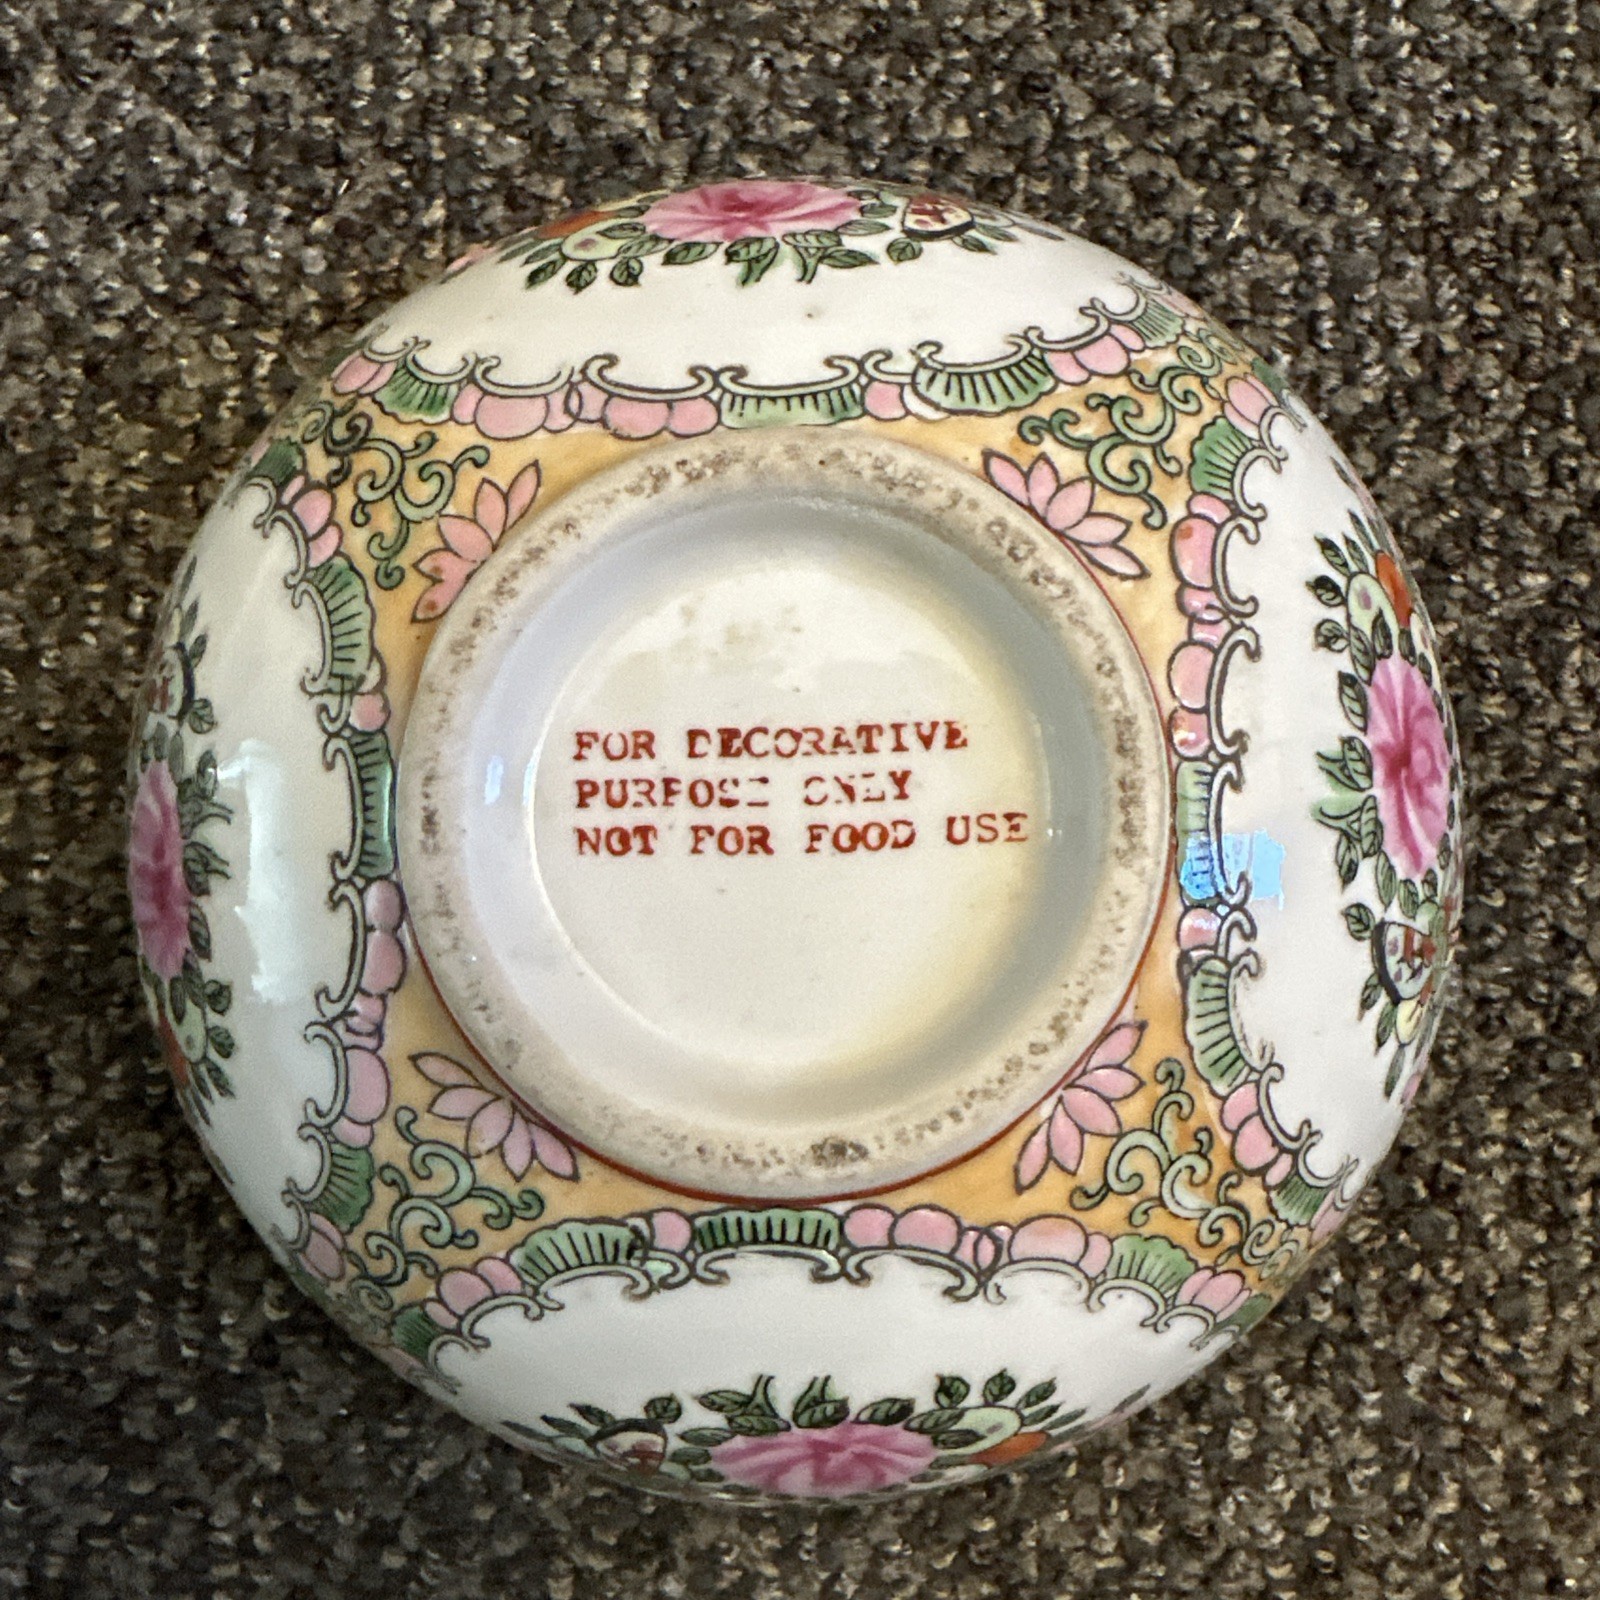 FOR DECORATIVE
PURPOSE ONLY
NOT FOR FOOD USE